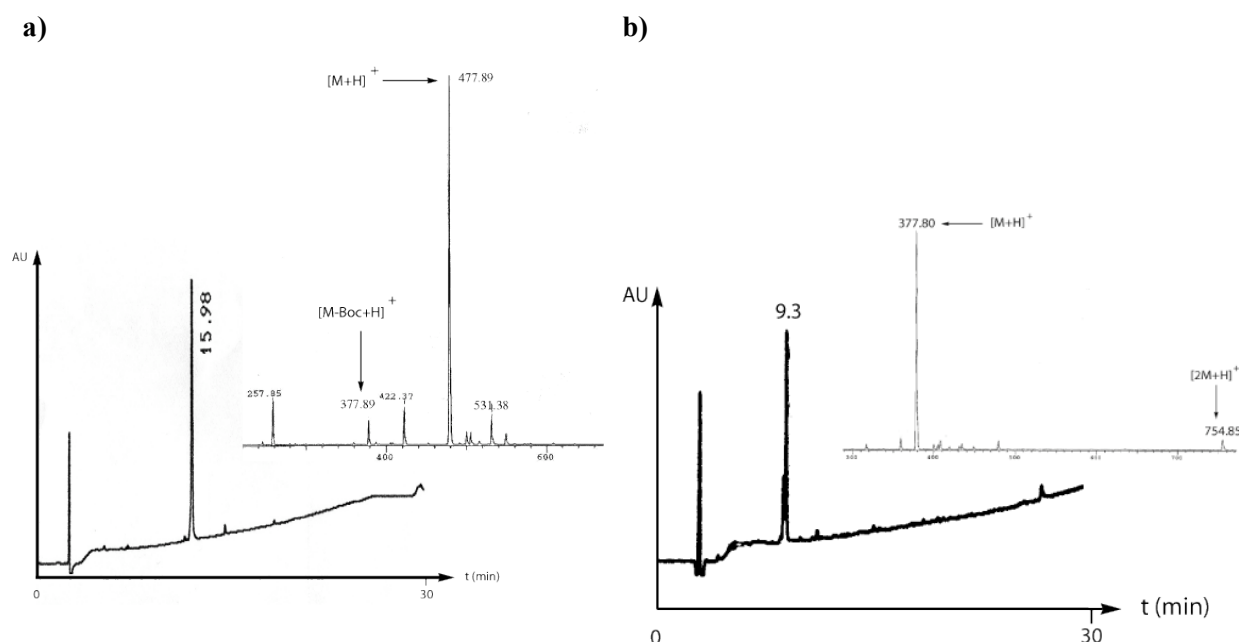 a)
[M+H]+
477.89
AU
15.98
[M-Boc+H]+
257.85
377.89
422.37
531.38
400
600
0
30
t (min)
b)
377.80
[M+H]+
AU
9.3
[2M+H]+
754.85
0
30
t (min)